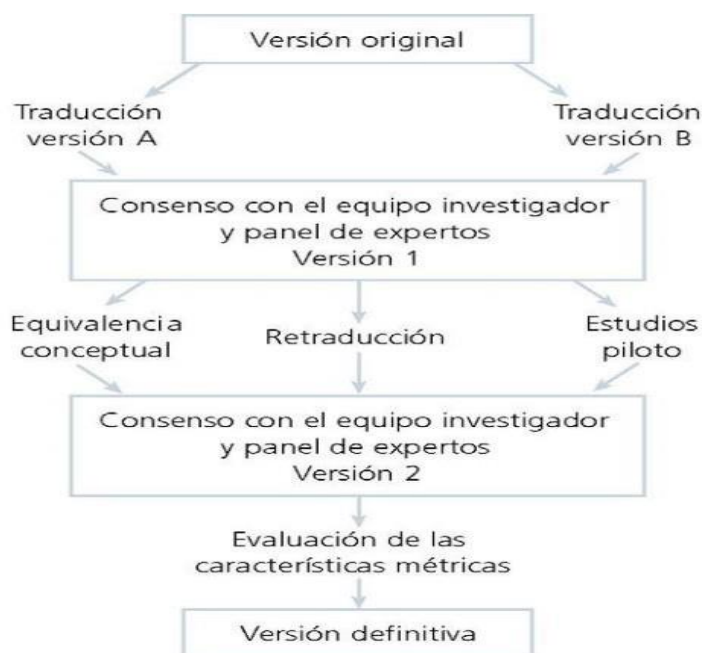 Versión original
Traducción
versión A
Traducción
versión B
Consenso con el equipo investigador
y panel de expertos
Versión 1
Equivalencia
conceptual
Retraducción
Estudios
piloto
Consenso con el equipo investigador
y panel de expertos
Versión 2
Evaluación de las
características métricas
Versión definitiva